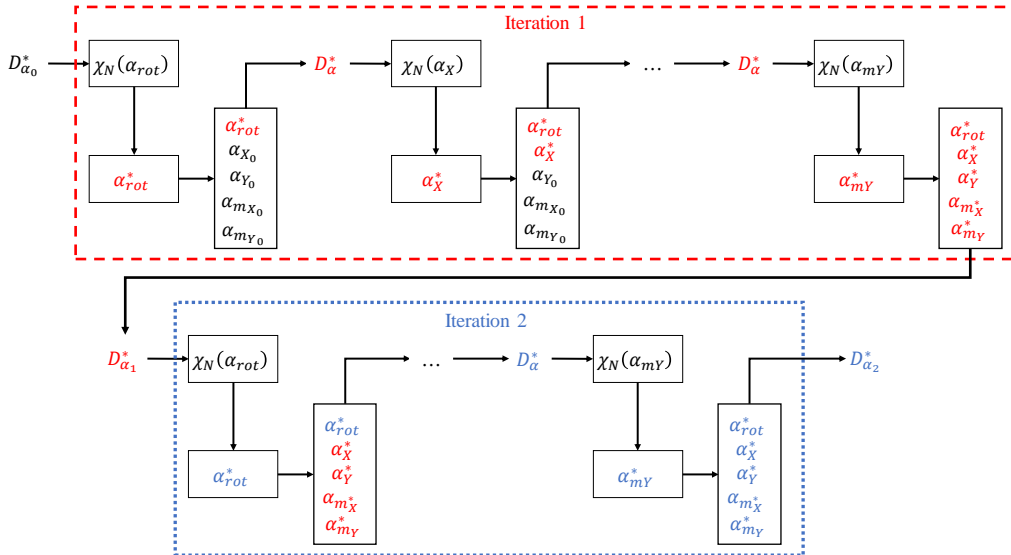 Iteration 1
D*α₀
χN(αrot)
D*α
χN(αX)
...
D*α
χN(αmY)
α*rot
α*rot
αX₀
αY₀
αmX₀
αmY₀
α*X
α*rot
α*X
αY₀
αmX₀
αmY₀
α*mY
α*rot
α*X
α*Y
αm*X
α*mY
Iteration 2
D*α₁
χN(αrot)
...
D*α
χN(αmY)
D*α₂
α*rot
α*rot
α*X
α*Y
αm*X
α*mY
α*mY
α*rot
α*X
α*Y
αm*X
α*mY